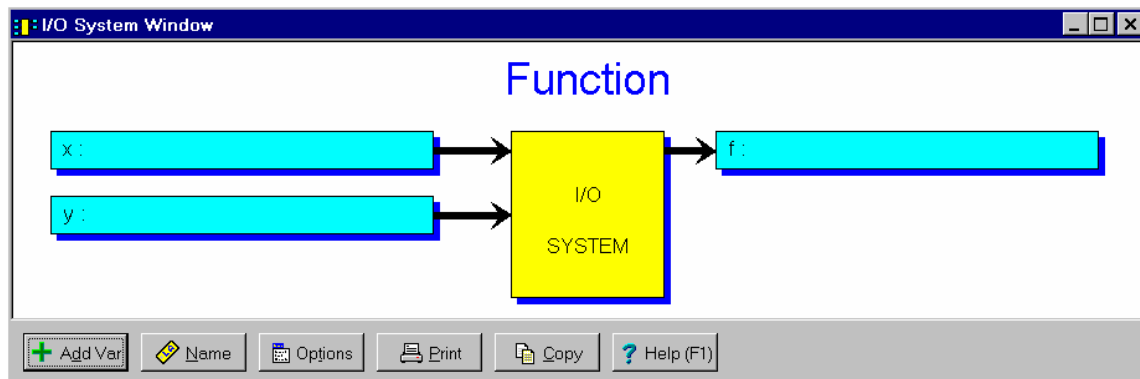 I/O System Window
Function
x :
y :
I/O
SYSTEM
f :
Add Var
Name
Options
Print
Copy
? Help (F1)